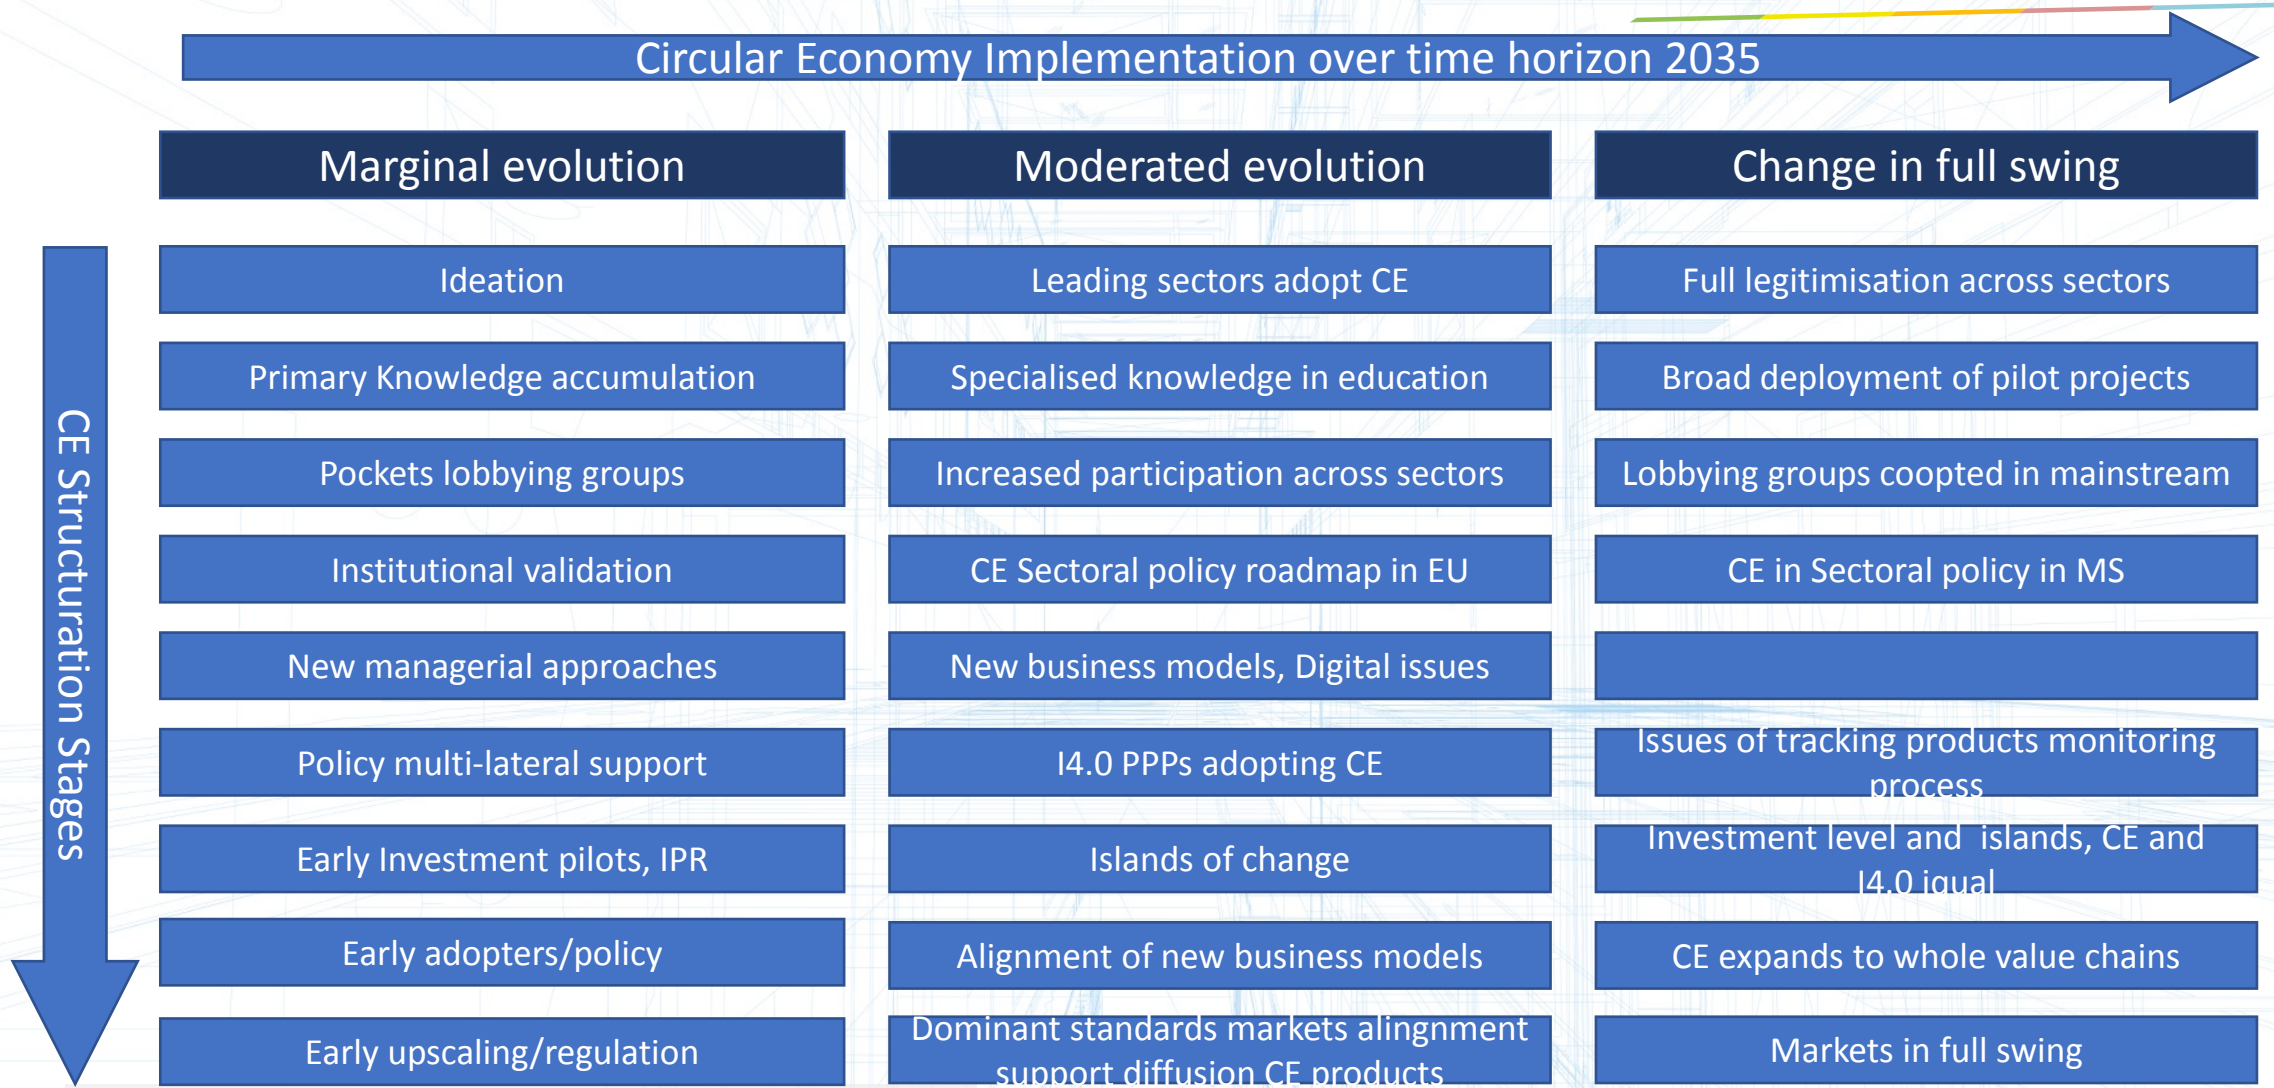 Circular Economy Implementation over time horizon 2035
Marginal evolution
Moderated evolution
Change in full swing
CE Structuration Stages
Ideation
Leading sectors adopt CE
Full legitimisation across sectors
Primary Knowledge accumulation
Specialised knowledge in education
Broad deployment of pilot projects
Pockets lobbying groups
Increased participation across sectors
Lobbying groups coopted in mainstream
Institutional validation
CE Sectoral policy roadmap in EU
CE in Sectoral policy in MS
New managerial approaches
New business models, Digital issues
Policy multi-lateral support
I4.0 PPPs adopting CE
Issues of tracking products monitoring
process
Early Investment pilots, IPR
Islands of change
Investment level and islands, CE and
I4.0 iqual
Early adopters/policy
Alignment of new business models
CE expands to whole value chains
Early upscaling/regulation
Dominant standards markets alingnment
support diffusion CE products
Markets in full swing